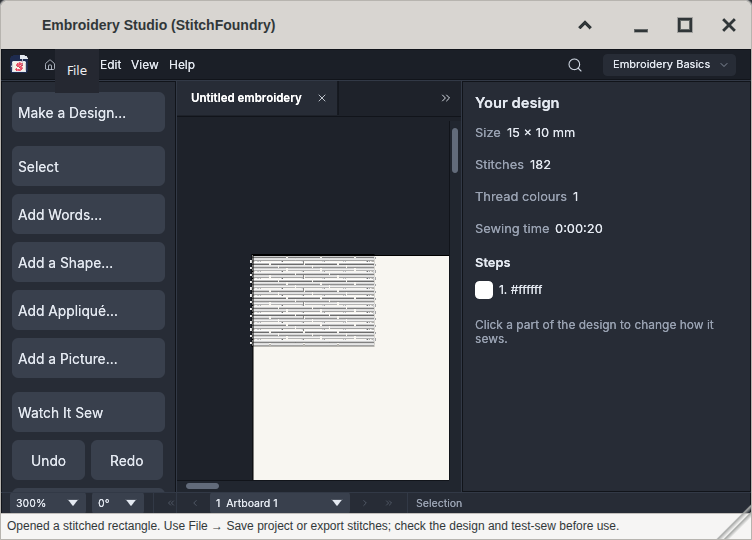 Embroidery Studio (StitchFoundry)
File
Edit View Help
Embroidery Basics
Make a Design...
Select
Add Words...
Add a Shape...
Add Appliqué...
Add a Picture...
Watch It Sew
Undo Redo
Untitled embroidery × »
Your design
Size 15 × 10 mm
Stitches 182
Thread colours 1
Sewing time 0:00:20
Steps
1. #ffffff
Click a part of the design to change how it
sews.
300% 0° « ‹ 1 Artboard 1 › » Selection
Opened a stitched rectangle. Use File → Save project or export stitches; check the design and test-sew before use.